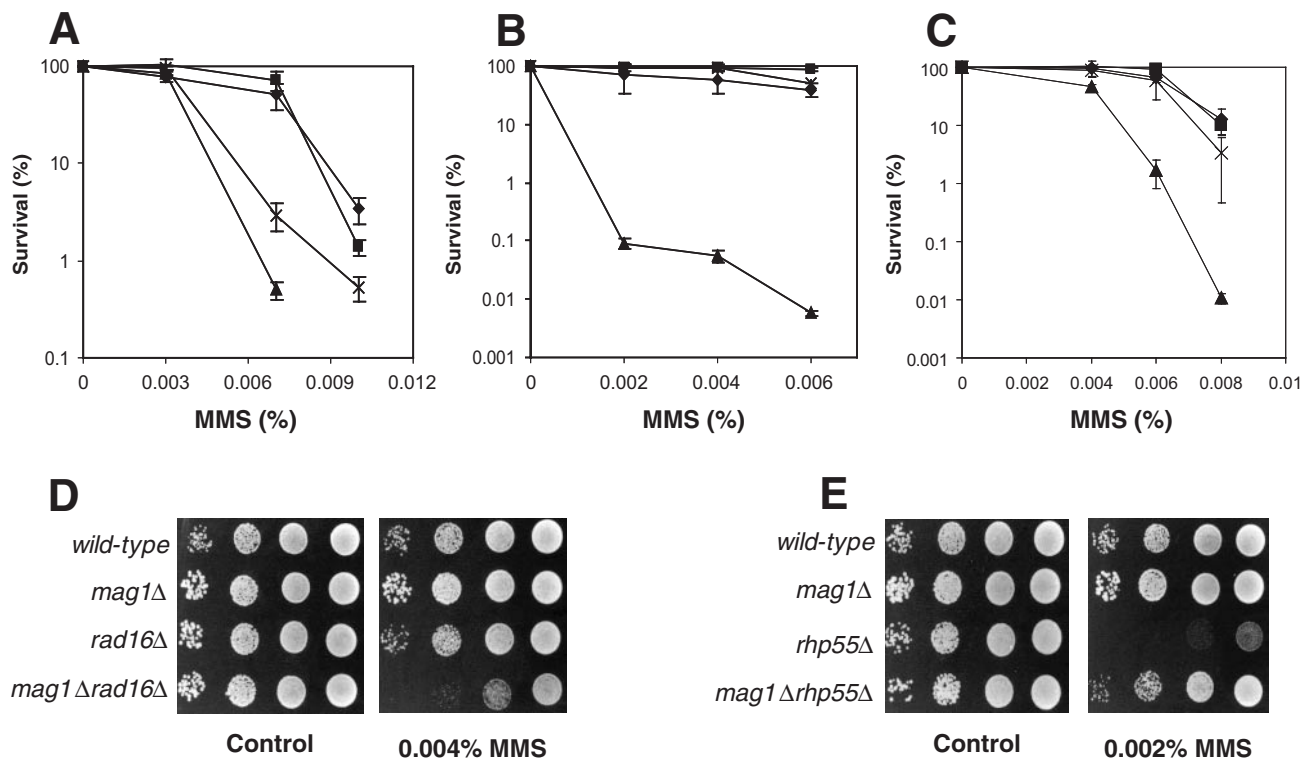 A
B
C
100
10
1
0.1
Survival (%)
0
0.003
0.006
0.009
0.012
MMS (%)
100
10
1
0.1
0.01
0.001
Survival (%)
0
0.002
0.004
0.006
MMS (%)
100
10
1
0.1
0.01
0.001
Survival (%)
0
0.002
0.004
0.006
0.008
0.01
MMS (%)
D
wild-type
mag1Δ
rad16Δ
mag1Δrad16Δ
Control
0.004% MMS
E
wild-type
mag1Δ
rhp55Δ
mag1Δrhp55Δ
Control
0.002% MMS